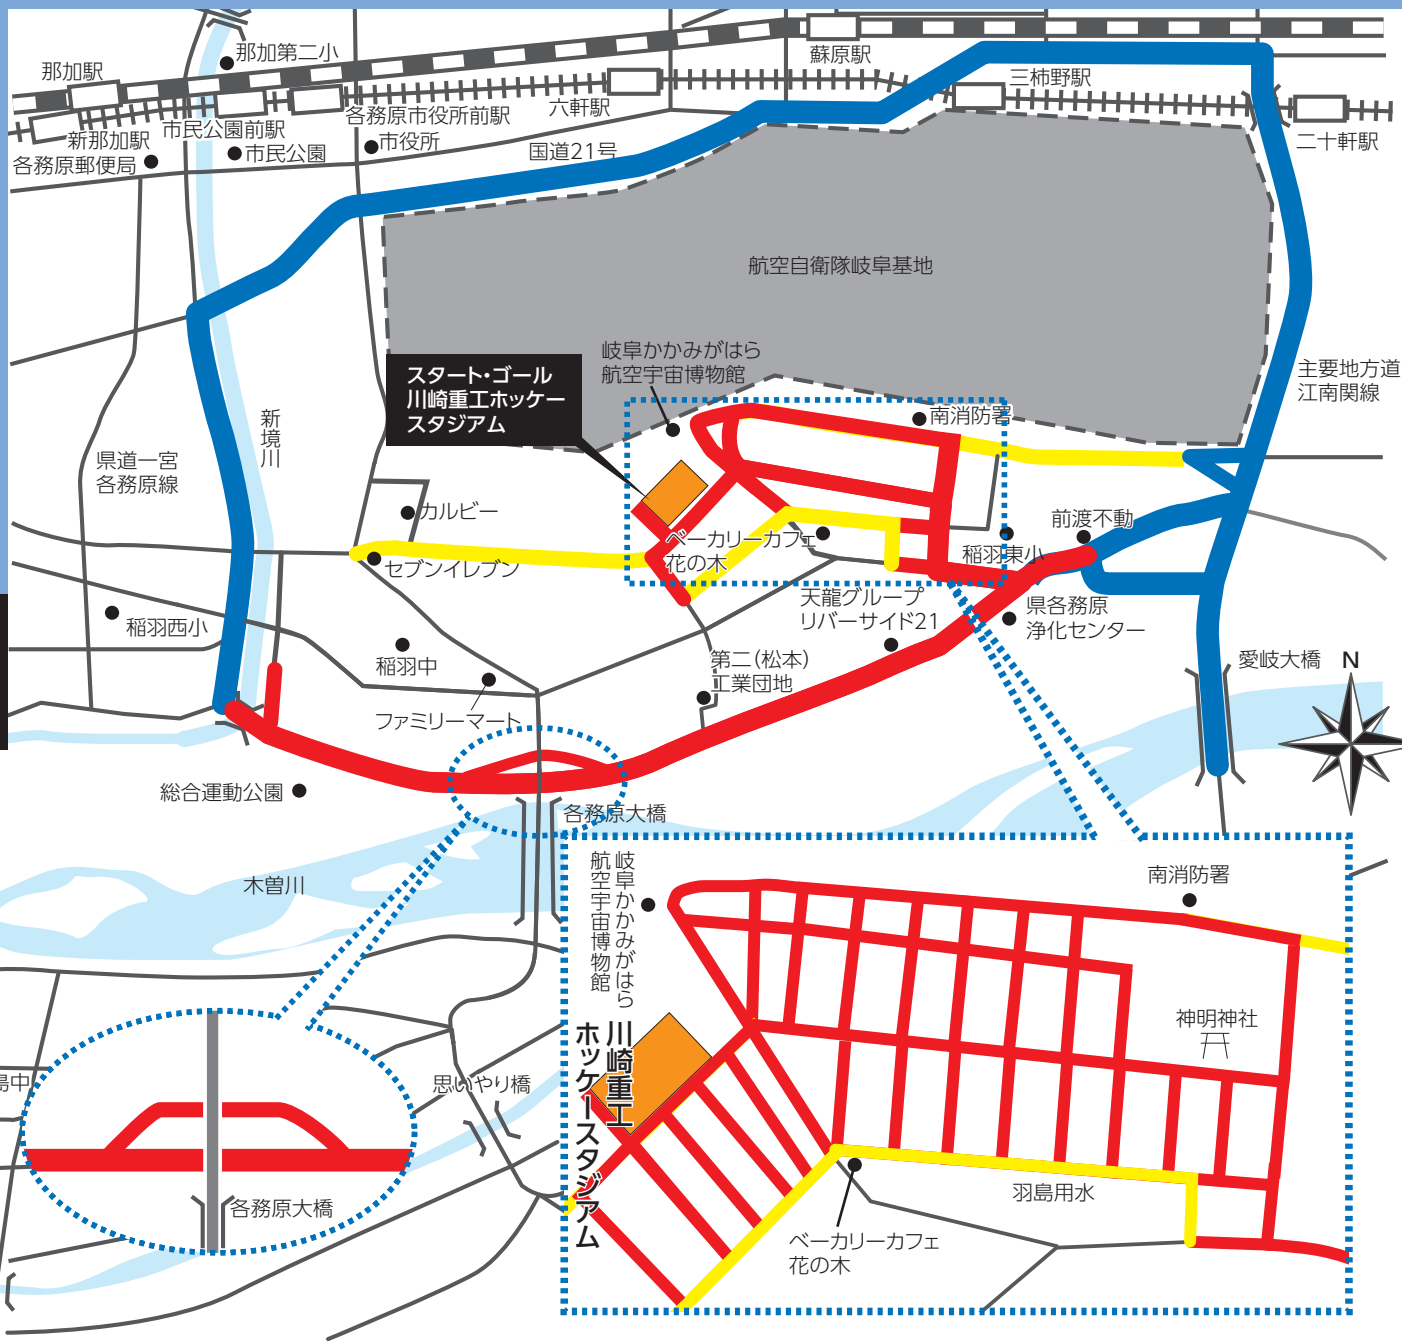 那加駅
那加第二小
蘇原駅
三柿野駅
新那加駅
市民公園前駅
各務原市役所前駅
六軒駅
二十軒駅
各務原郵便局
市民公園
市役所
国道21号
航空自衛隊岐阜基地
岐阜かかみがはら
航空宇宙博物館
スタート・ゴール
川崎重工ホッケー
スタジアム
南消防署
主要地方道
江南関線
新境川
県道一宮
各務原線
カルビー
セブンイレブン
ベーカリーカフェ
花の木
稲羽東小
前渡不動
天龍グループ
リバーサイド21
県各務原
浄化センター
稲羽西小
稲羽中
ファミリーマート
第二(松本)
工業団地
愛岐大橋
N
総合運動公園
各務原大橋
木曽川
岐阜かかみがはら
航空宇宙博物館
南消防署
神明神社
川崎重工
ホッケースタジアム
羽島用水
ベーカリーカフェ
花の木
思いやり橋
島中
各務原大橋